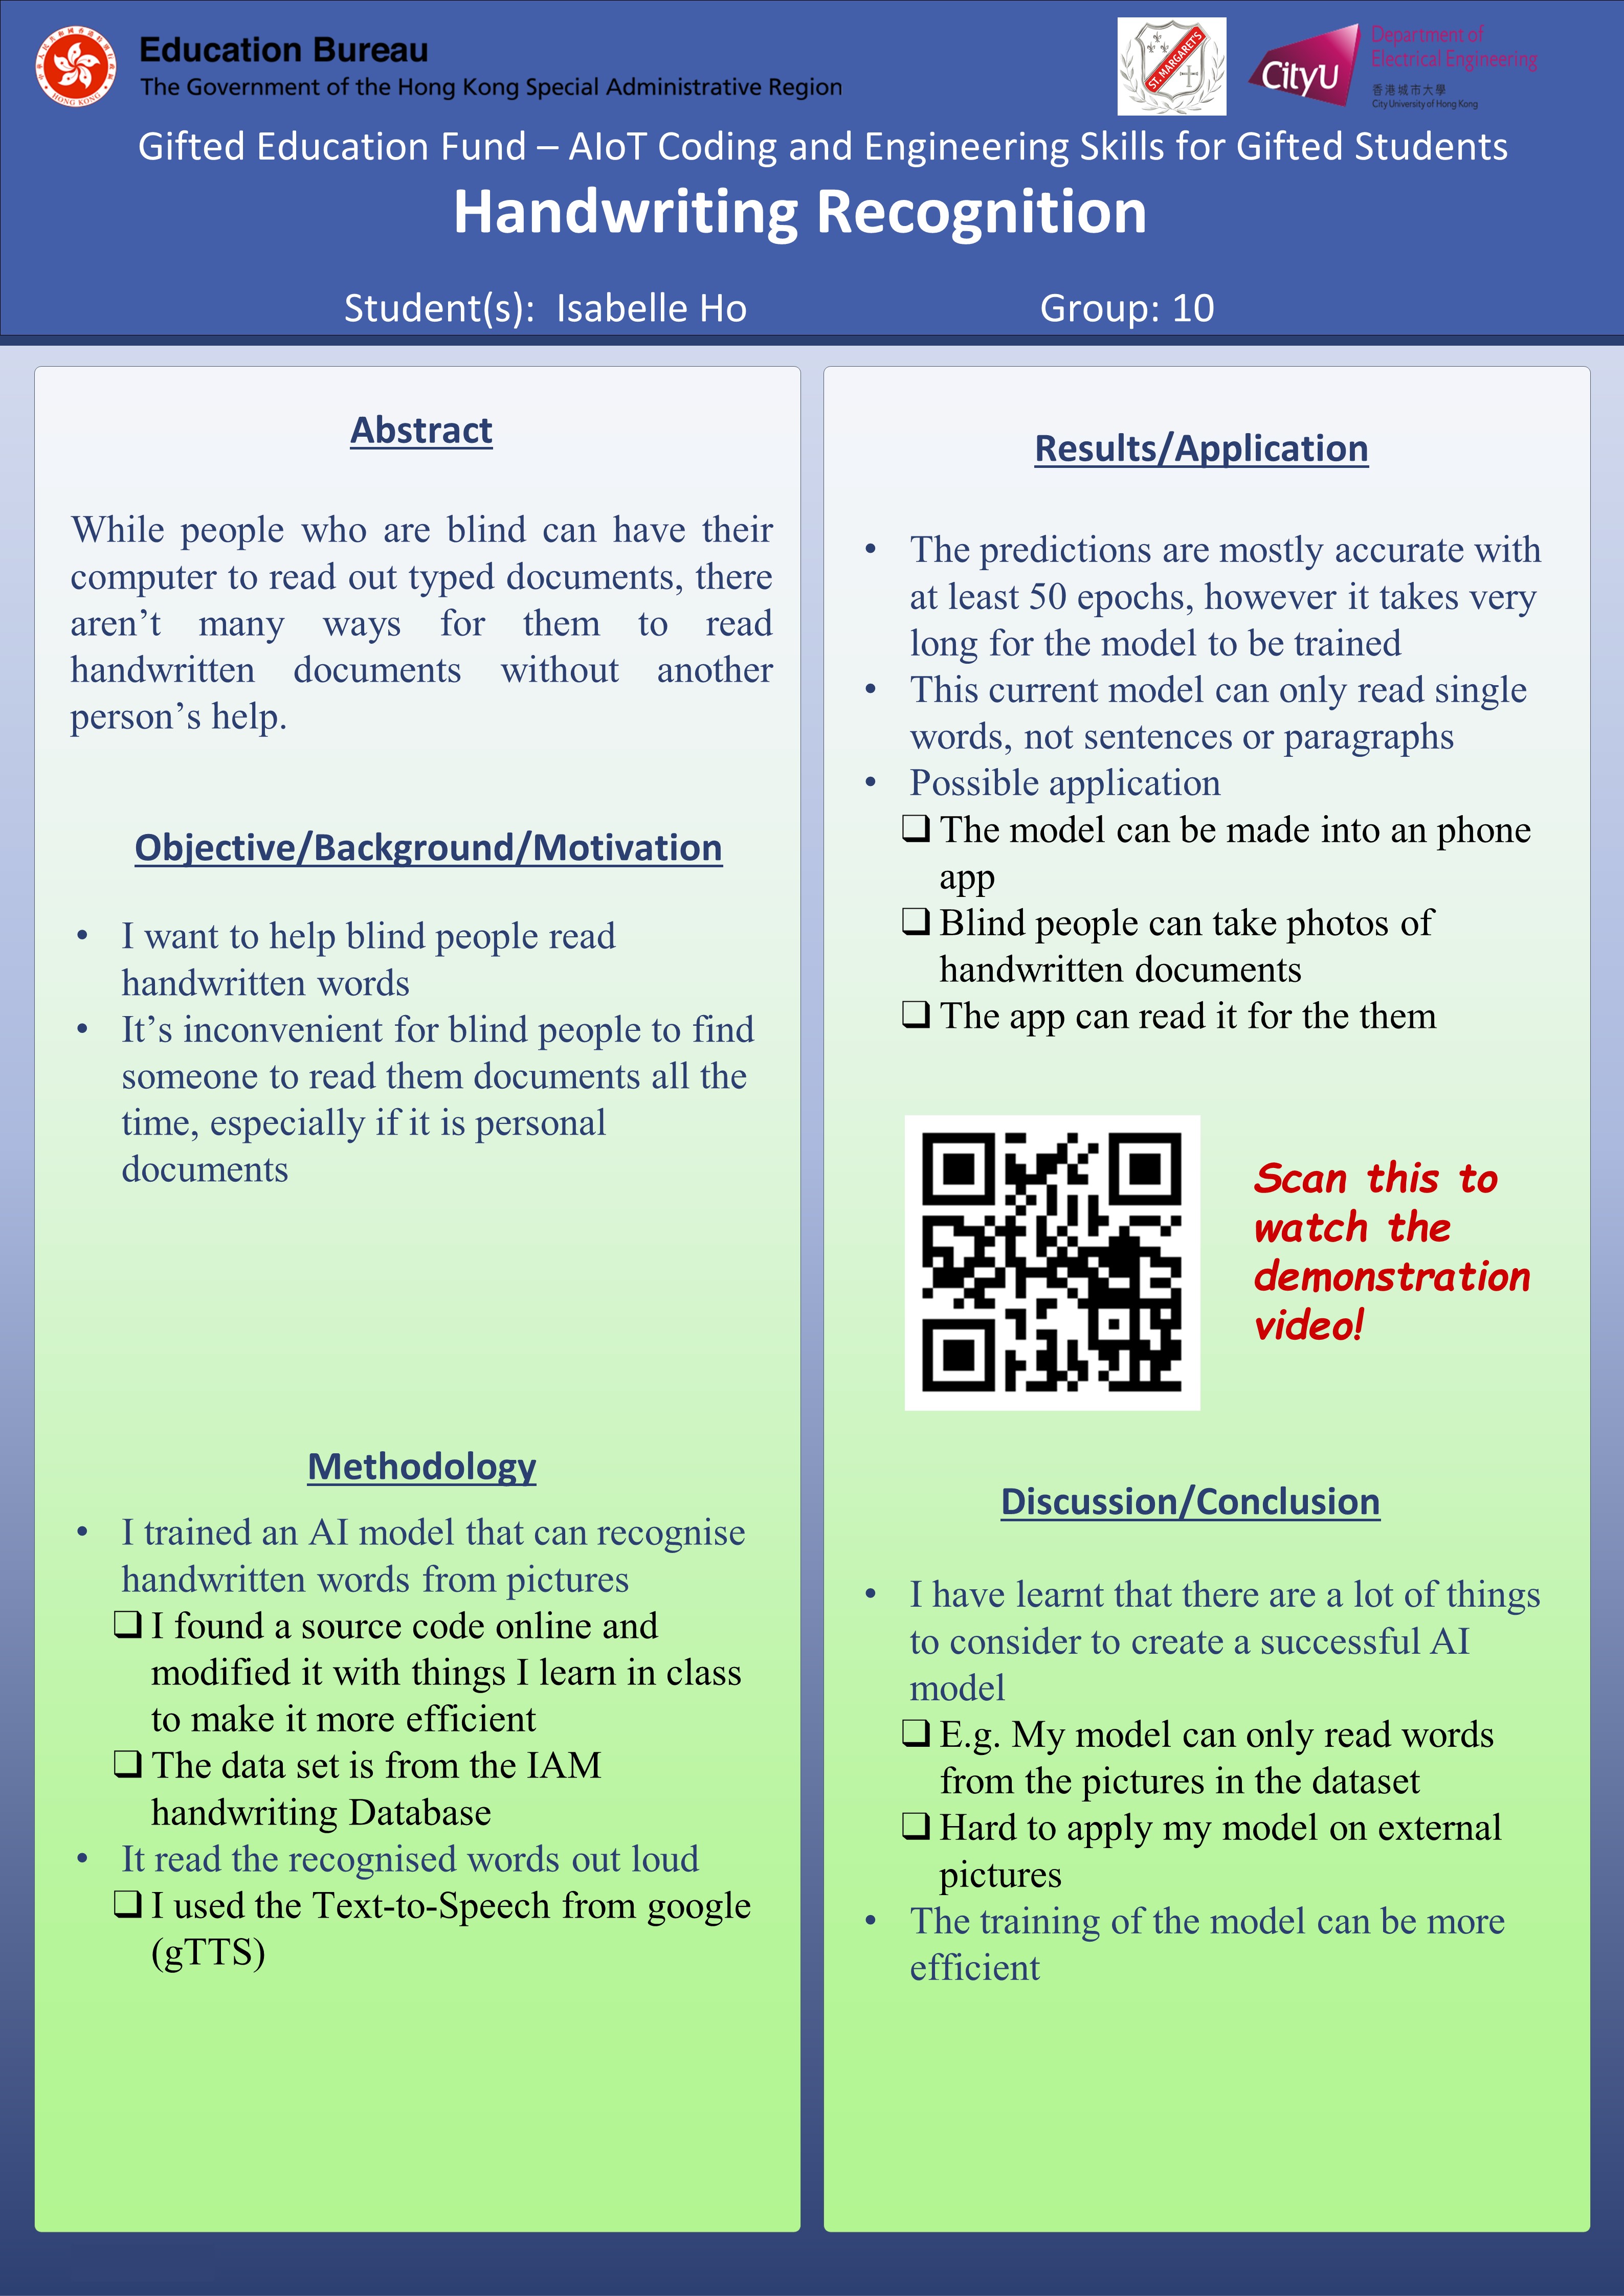 Education Bureau
The Government of the Hong Kong Special Administrative Region
HONG KONG
ST. MARGARET'S
CityU
Department of
Electrical Engineering
香港城市大學
City University of Hong Kong
Gifted Education Fund – AIoT Coding and Engineering Skills for Gifted Students
Handwriting Recognition
Student(s): Isabelle Ho Group: 10
Abstract
While people who are blind can have their
computer to read out typed documents, there
aren’t many ways for them to read
handwritten documents without another
person’s help.
Objective/Background/Motivation
• I want to help blind people read
handwritten words
• It’s inconvenient for blind people to find
someone to read them documents all the
time, especially if it is personal
documents
Methodology
• I trained an AI model that can recognise
handwritten words from pictures
❑ I found a source code online and
modified it with things I learn in class
to make it more efficient
❑ The data set is from the IAM
handwriting Database
• It read the recognised words out loud
❑ I used the Text-to-Speech from google
(gTTS)
Results/Application
• The predictions are mostly accurate with
at least 50 epochs, however it takes very
long for the model to be trained
• This current model can only read single
words, not sentences or paragraphs
• Possible application
❑ The model can be made into an phone
app
❑ Blind people can take photos of
handwritten documents
❑ The app can read it for the them
Scan this to
watch the
demonstration
video!
Discussion/Conclusion
• I have learnt that there are a lot of things
to consider to create a successful AI
model
❑ E.g. My model can only read words
from the pictures in the dataset
❑ Hard to apply my model on external
pictures
• The training of the model can be more
efficient